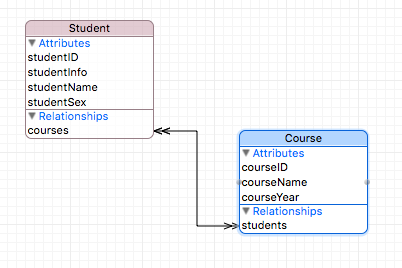 Student
Attributes
studentID
studentInfo
studentName
studentSex
Relationships
courses
Course
Attributes
courseID
courseName
courseYear
Relationships
students